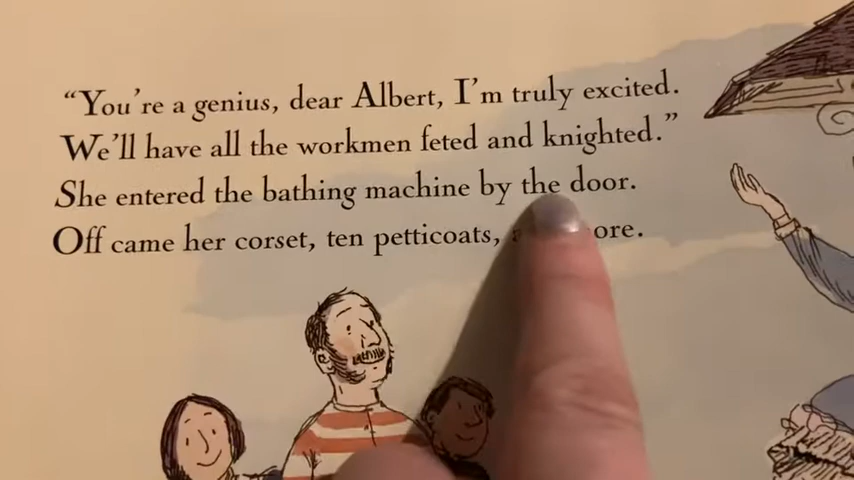 “You’re a genius, dear Albert, I’m truly excited.
We’ll have all the workmen feted and knighted.”
She entered the bathing machine by the door.
Off came her corset, ten petticoats,